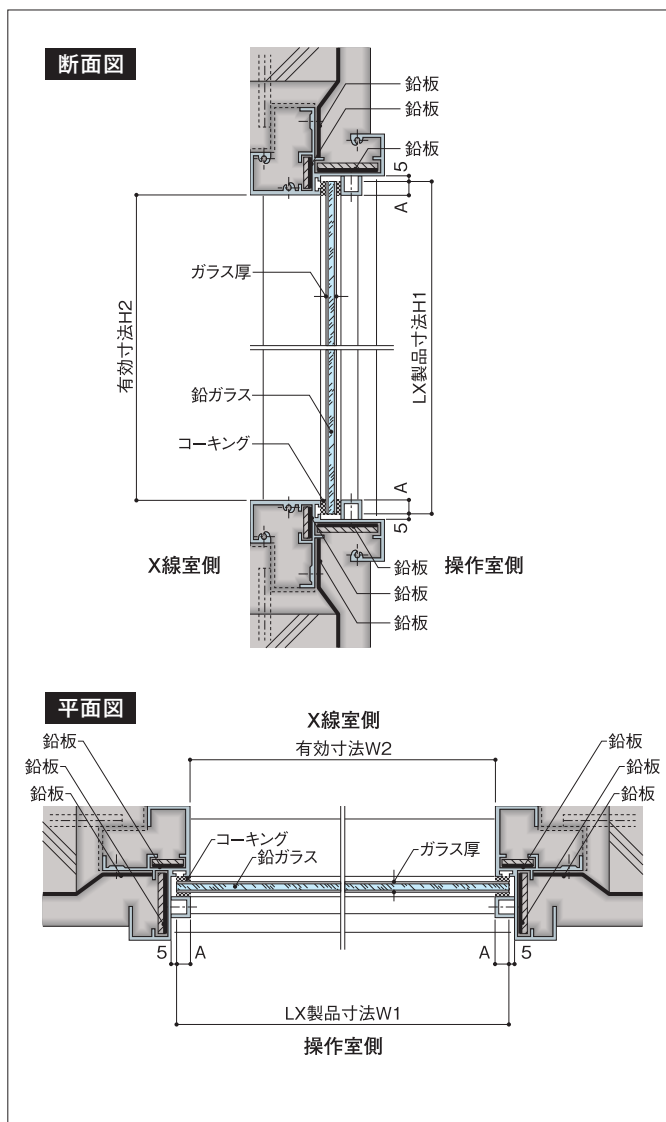 断面図
鉛板
鉛板
鉛板
5
A
ガラス厚
有効寸法H2
LX製品寸法H1
鉛ガラス
コーキング
A
5
X線室側
鉛板
操作室側
鉛板
鉛板
平面図
X線室側
鉛板
有効寸法W2
鉛板
鉛板
鉛板
鉛板
鉛板
コーキング
ガラス厚
鉛ガラス
5
A
A
5
LX製品寸法W1
操作室側